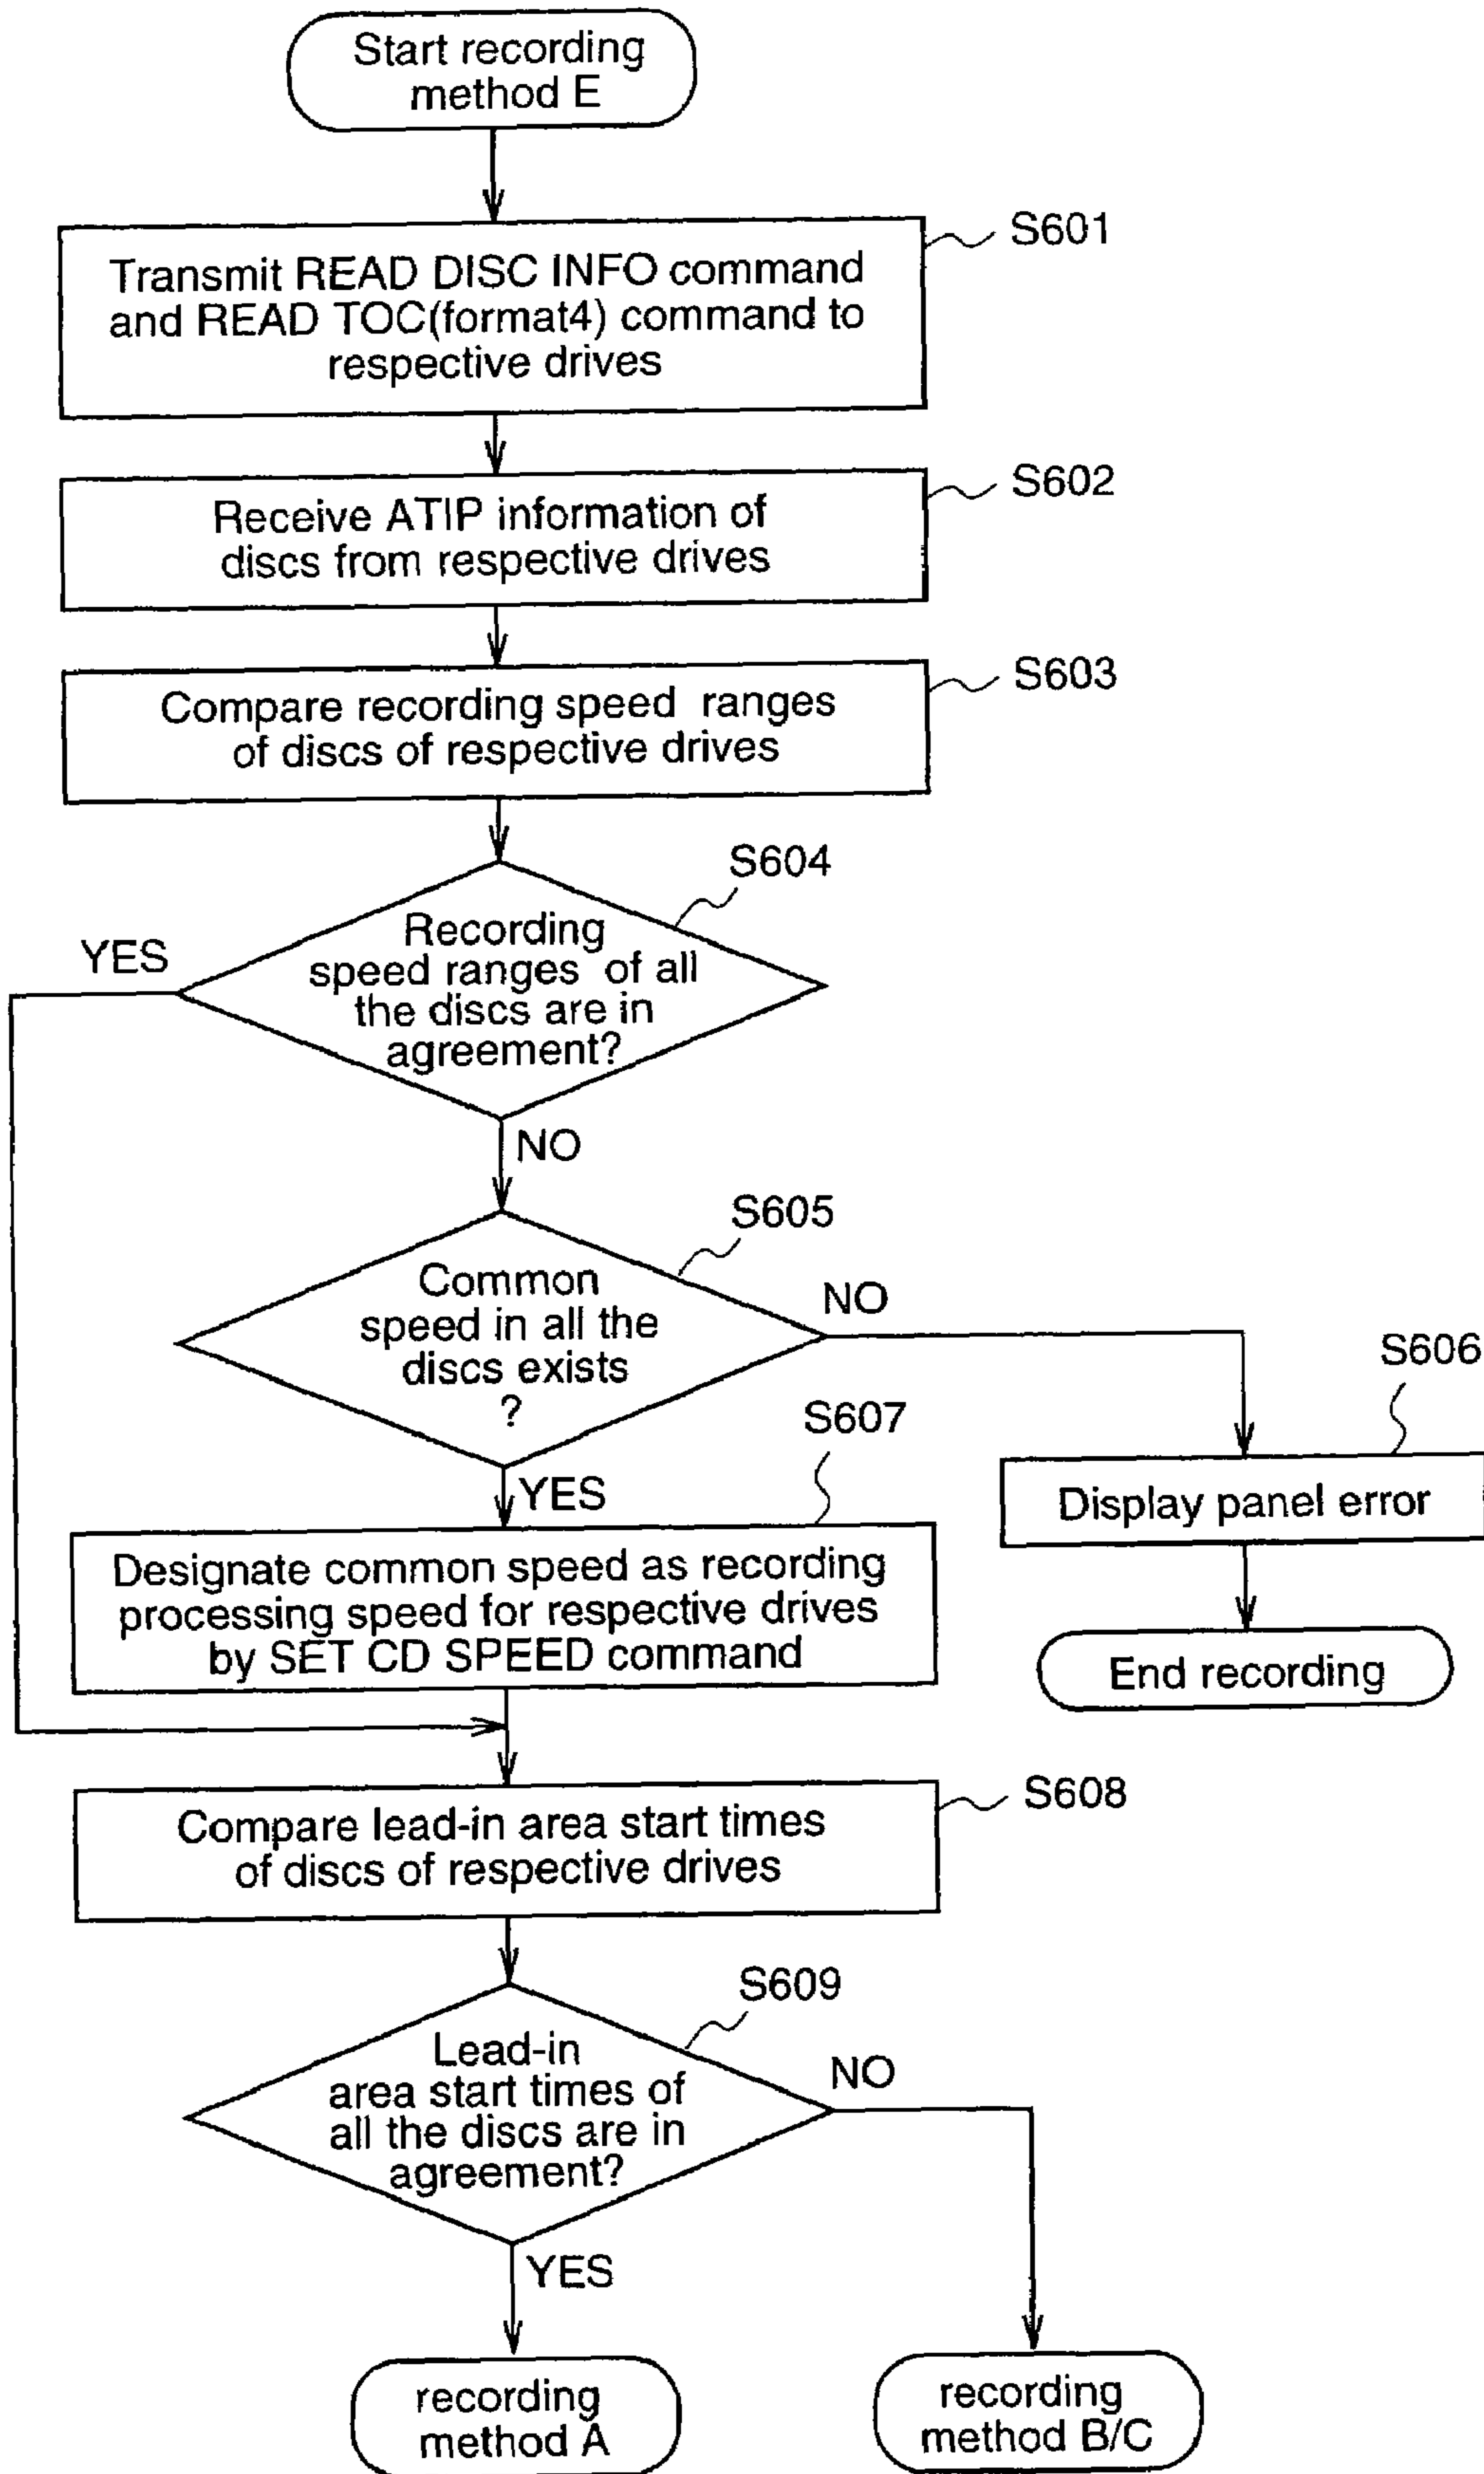 Start recording
method E
S601
Transmit READ DISC INFO command
and READ TOC(format4) command to
respective drives
S602
Receive ATIP information of
discs from respective drives
S603
Compare recording speed ranges
of discs of respective drives
S604
YES
Recording
speed ranges of all
the discs are in
agreement?
NO
S605
Common
speed in all the
discs exists
?
NO
S606
Display panel error
End recording
YES
S607
Designate common speed as recording
processing speed for respective drives
by SET CD SPEED command
S608
Compare lead-in area start times
of discs of respective drives
S609
Lead-in
area start times of
all the discs are in
agreement?
NO
YES
recording
method A
recording
method B/C